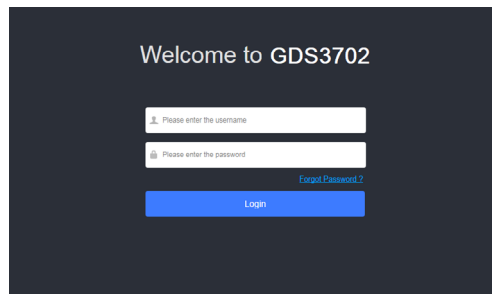 Welcome to GDS3702
Please enter the username
Please enter the password
Forgot Password ?
Login